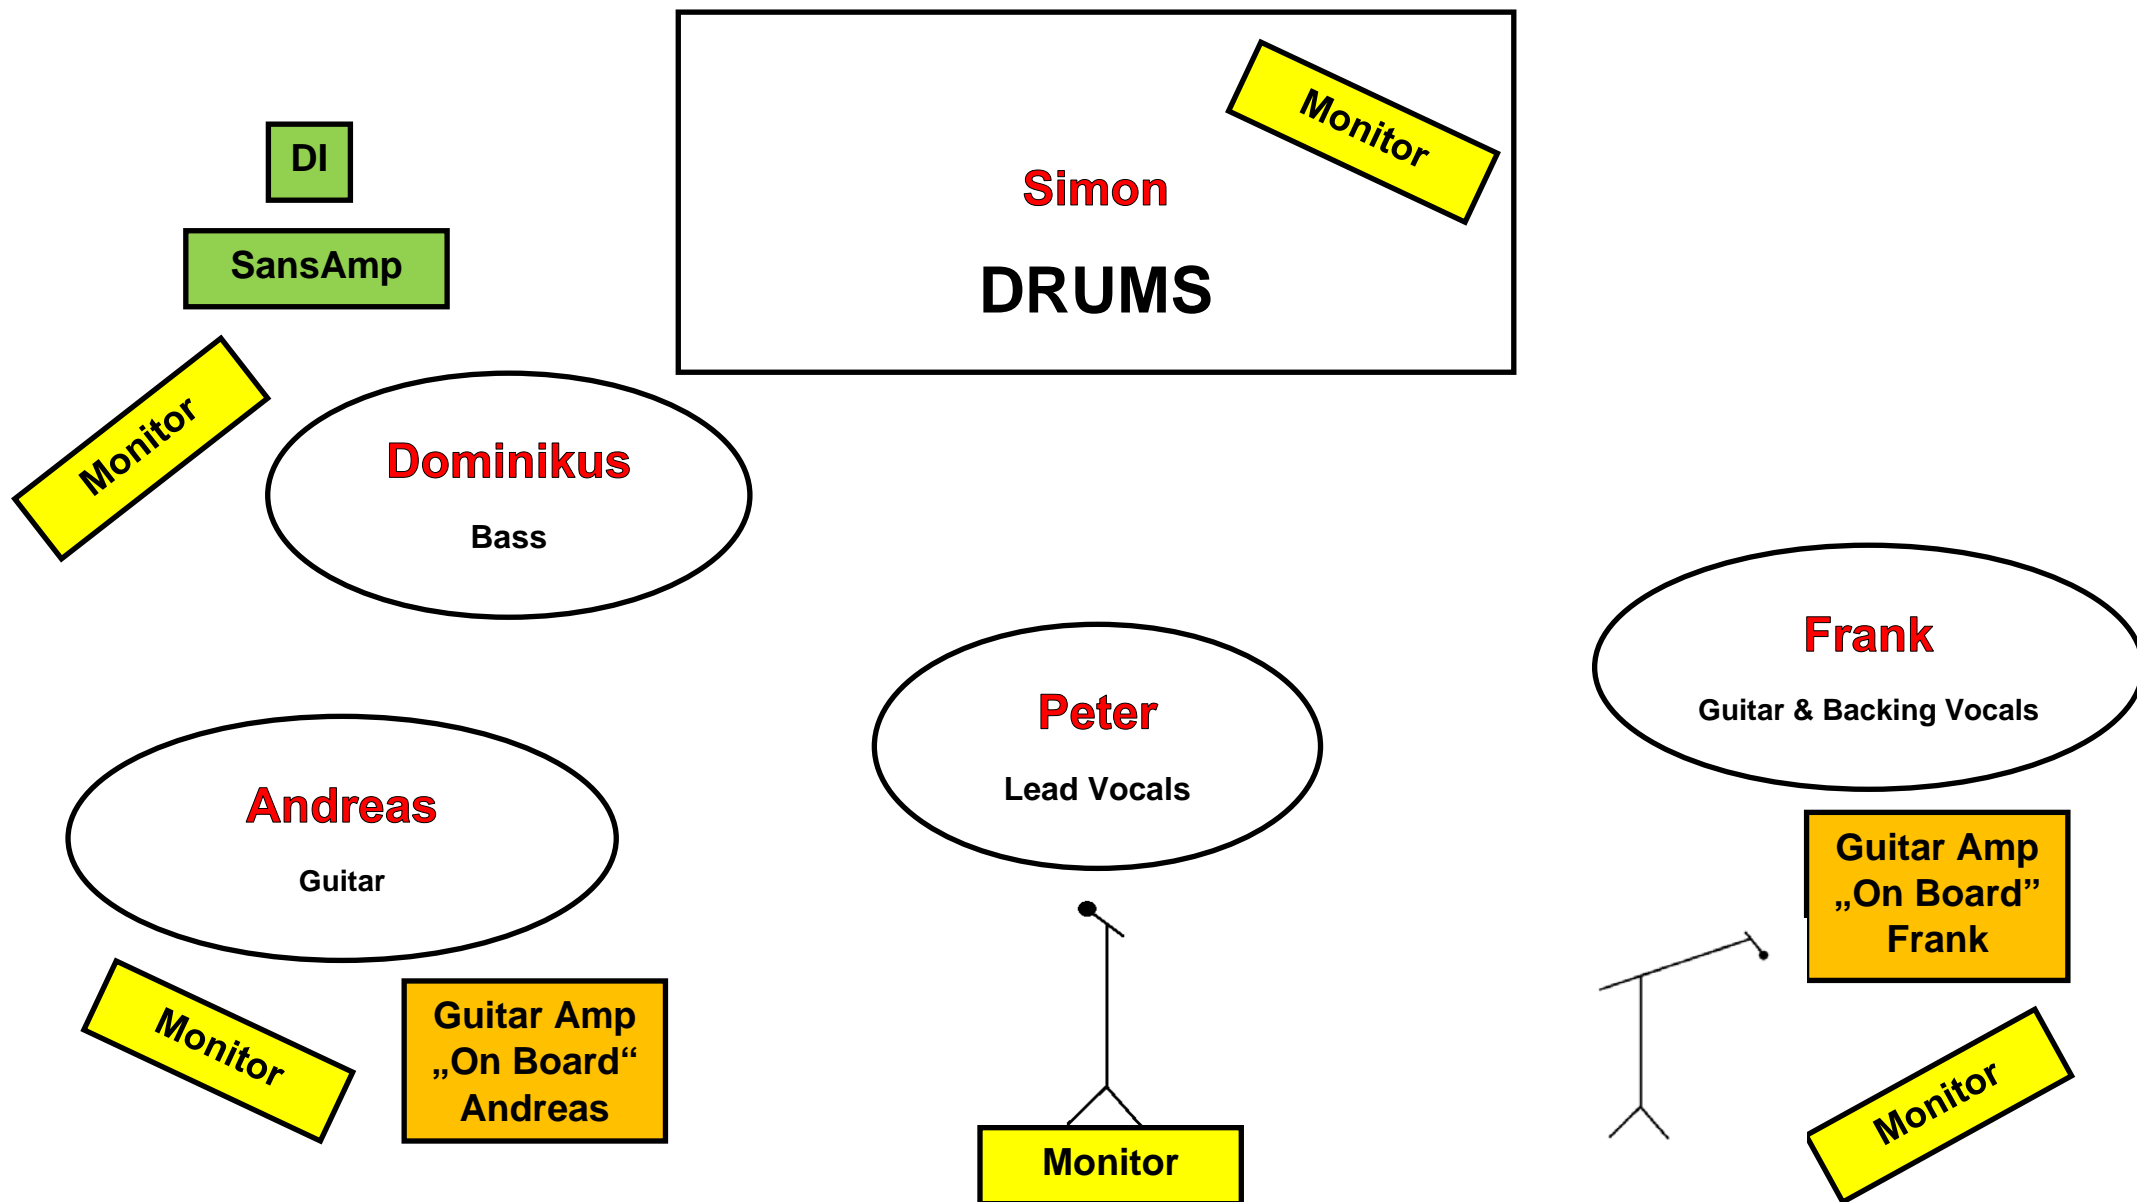 Monitor
DI
Simon
SansAmp
DRUMS
Monitor
Dominikus
Bass
Frank
Guitar & Backing Vocals
Peter
Lead Vocals
Andreas
Guitar
Guitar Amp
„On Board”
Frank
Monitor
Guitar Amp
„On Board“
Andreas
Monitor
Monitor